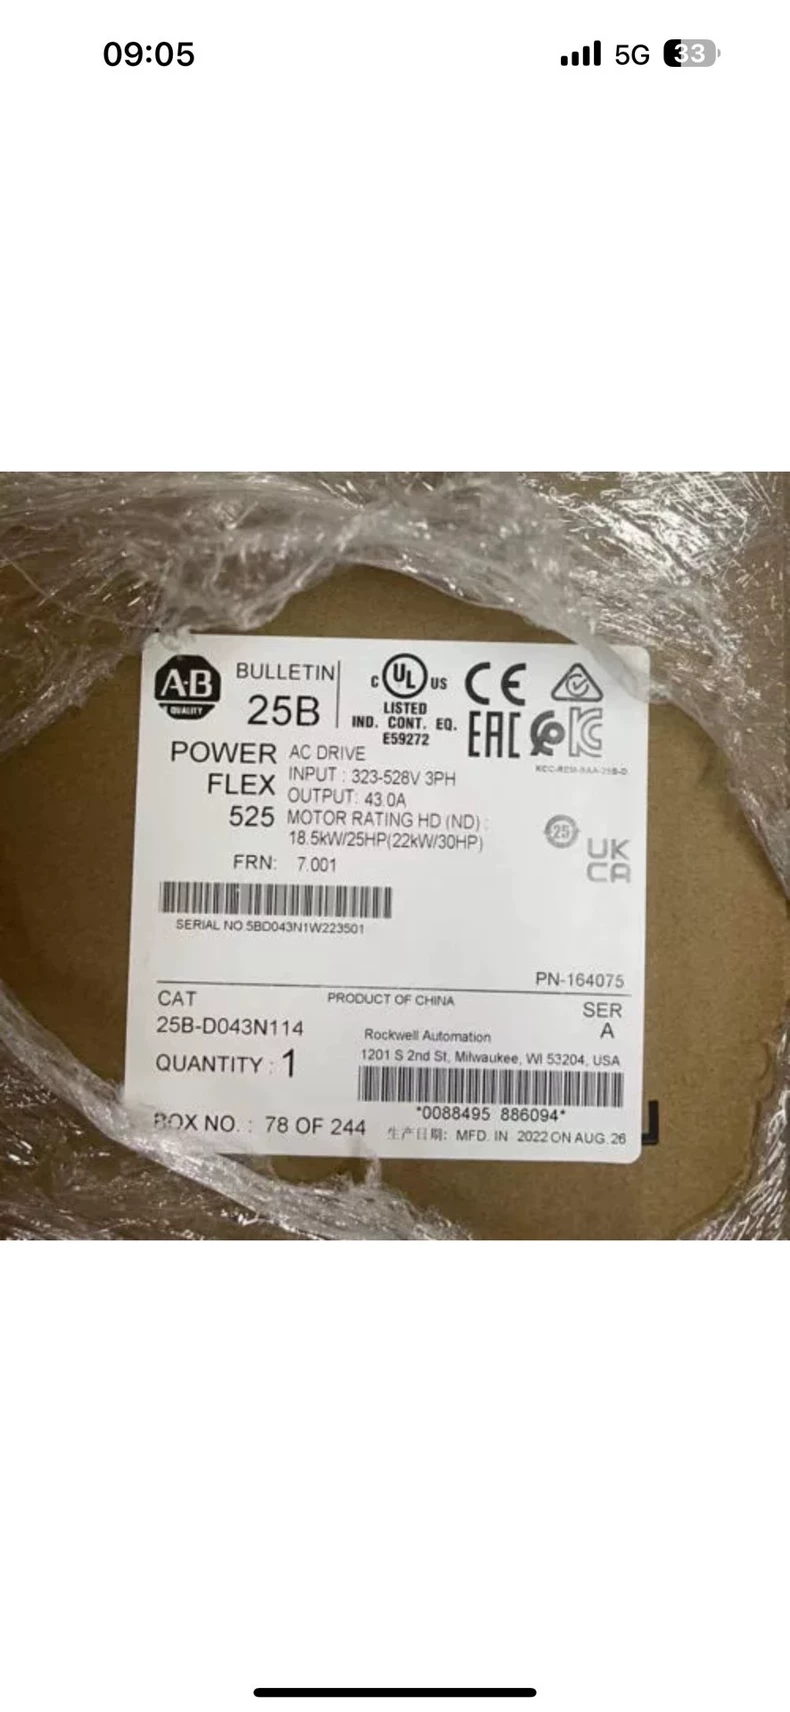 09:05
5G 33
A-B
QUALITY
BULLETIN
25B
C UL US
LISTED
IND. CONT. EQ.
E59272
CE
EAC
KC
POWER
FLEX
525
AC DRIVE
INPUT : 323-528V 3PH
OUTPUT: 43.0A
MOTOR RATING HD (ND) :
18.5kW/25HP(22kW/30HP)
FRN: 7.001
25
UK
CA
SERIAL NO 5BD043N1W223501
PN-164075
CAT
25B-D043N114
PRODUCT OF CHINA
SER
A
Rockwell Automation
1201 S 2nd St, Milwaukee, WI 53204, USA
QUANTITY : 1
*0088495 886094*
BOX NO. : 78 OF 244
生产日期: MFD. IN 2022 ON AUG. 26